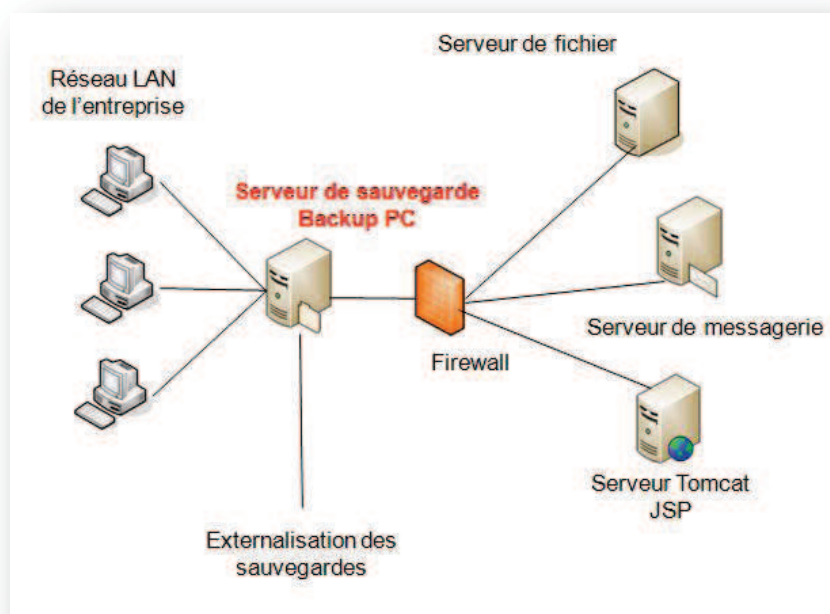 Serveur de fichier
Réseau LAN
de l'entreprise
Serveur de sauvegarde
Backup PC
Serveur de messagerie
Firewall
Serveur Tomcat
JSP
Externalisation des
sauvegardes